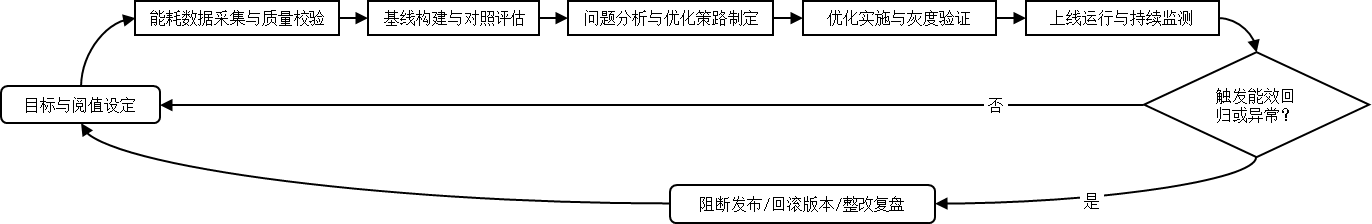 能耗数据采集与质量校验
基线构建与对照评估
问题分析与优化策路制定
优化实施与灰度验证
上线运行与持续监测
目标与阅值设定
触发能效回
归或异常？
否
是
阻断发布/回滚版本/整改复盘